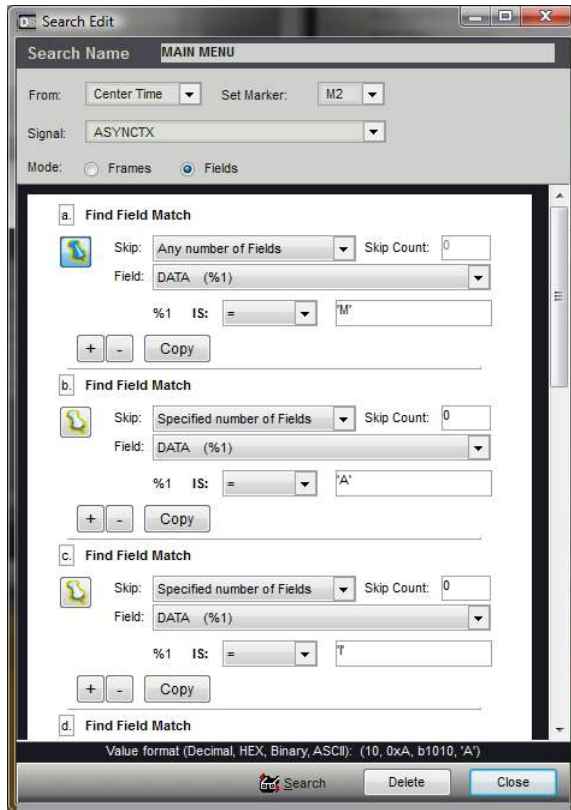 DS Search Edit
Search Name MAIN MENU
From: Center Time Set Marker: M2
Signal: ASYNCTX
Mode: Frames Fields
a. Find Field Match
Skip: Any number of Fields Skip Count: 0
Field: DATA (%1)
%1 IS: = 'M'
+ - Copy
b. Find Field Match
Skip: Specified number of Fields Skip Count: 0
Field: DATA (%1)
%1 IS: = 'A'
+ - Copy
c. Find Field Match
Skip: Specified number of Fields Skip Count: 0
Field: DATA (%1)
%1 IS: = 'I'
+ - Copy
d. Find Field Match
Value format (Decimal, HEX, Binary, ASCII): (10, 0xA, b1010, 'A')
Search Delete Close